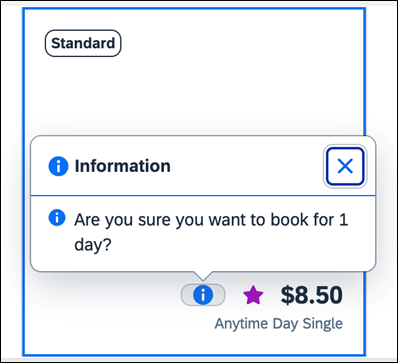 Standard
Information
Are you sure you want to book for 1
day?
$8.50
Anytime Day Single